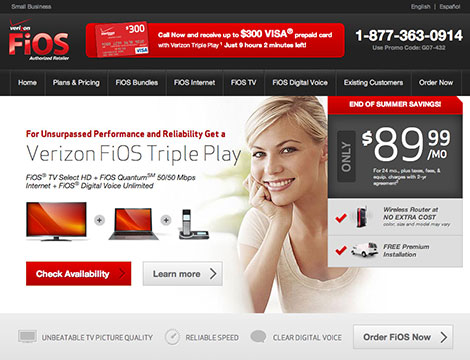 Small Business
English | Español
verizon
FiOS
Authorized Retailer
$300
VISA
Call Now and receive up to $300 VISA® prepaid card
with Verizon Triple Play¹ Just 9 hours 2 minutes left!
1-877-363-0914
Use Promo Code: G07-432
Home
Plans & Pricing
FiOS Bundles
FiOS Internet
FiOS TV
FiOS Digital Voice
Existing Customers
Order Now
For Unsurpassed Performance and Reliability Get a
Verizon FiOS Triple Play
FiOS® TV Select HD + FiOS Quantum℠ 50/50 Mbps
Internet + FiOS® Digital Voice Unlimited
+
+
Check Availability
Learn more
END OF SUMMER SAVINGS!
ONLY
$89.99
/MO
For 24 mo., plus taxes, fees, &
equip. charges with 2-yr
agreement²
Wireless Router at
NO EXTRA COST
color, size and model may vary
FREE Premium
Installation
UNBEATABLE TV PICTURE QUALITY
RELIABLE SPEED
CLEAR DIGITAL VOICE
Order FiOS Now